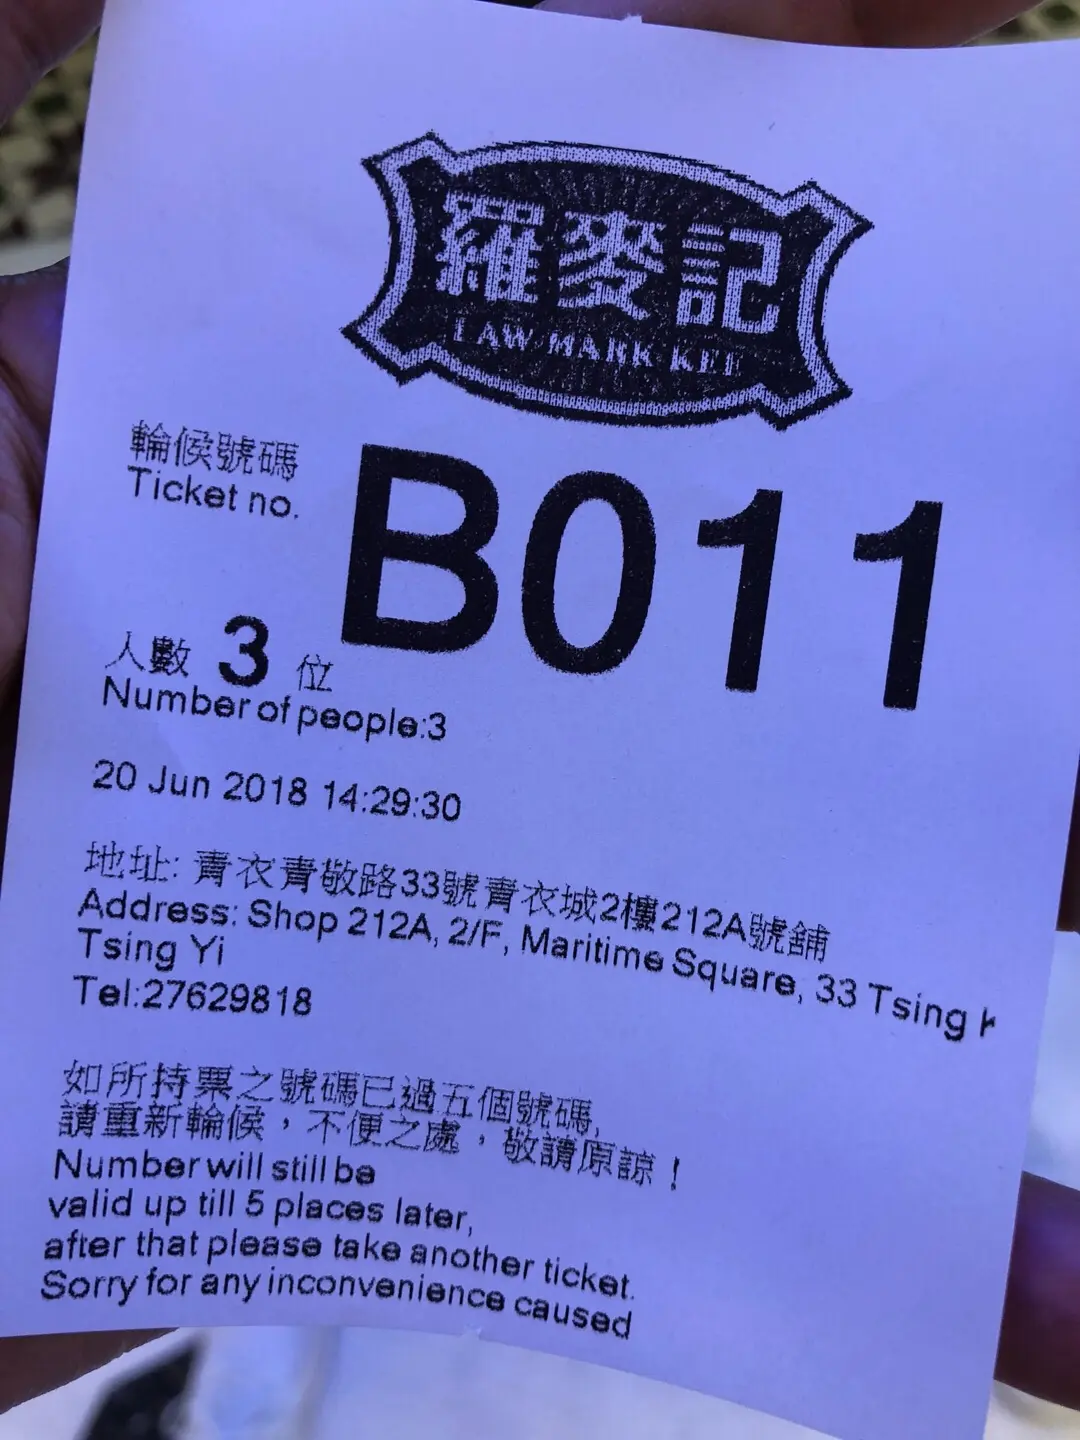 羅麥記
LAW MARK KEE
輪候號碼
Ticket no.
B011
人數 3 位
Number of people:3
20 Jun 2018 14:29:30
地址: 青衣青敬路33號青衣城2樓212A號舖
Address: Shop 212A, 2/F, Maritime Square, 33 Tsing
Tsing Yi
Tel:27629818
如所持票之號碼已過五個號碼,
請重新輪候，不便之處，敬請原諒！
Number will still be
valid up till 5 places later,
after that please take another ticket.
Sorry for any inconvenience caused